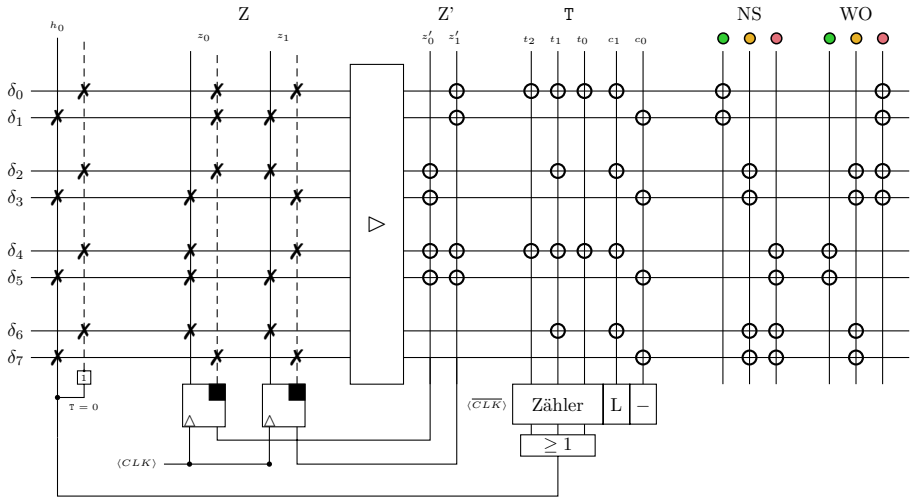 Z Z' T NS WO
h₀ z₀ z₁ z'₀ z'₁ t₂ t₁ t₀ c₁ c₀
δ₀
δ₁
δ₂
δ₃
▷
δ₄
δ₅
δ₆
δ₇
1
T = 0
⟨CLK⟩ Zähler L −
≥ 1
⟨CLK⟩